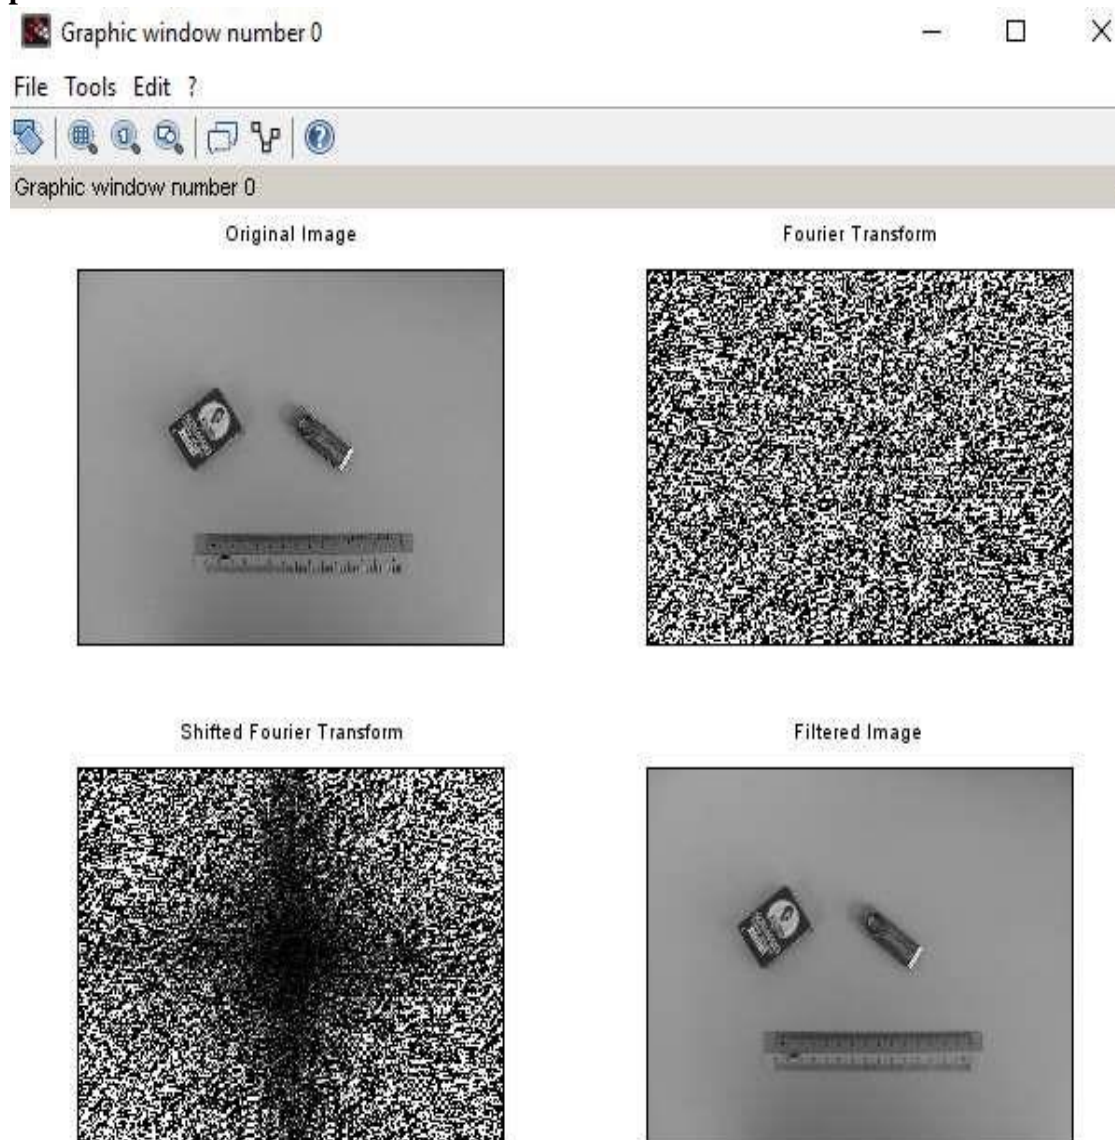 Graphic window number 0
File Tools Edit ?
Graphic window number 0
Original Image
Fourier Transform
Shifted Fourier Transform
Filtered Image